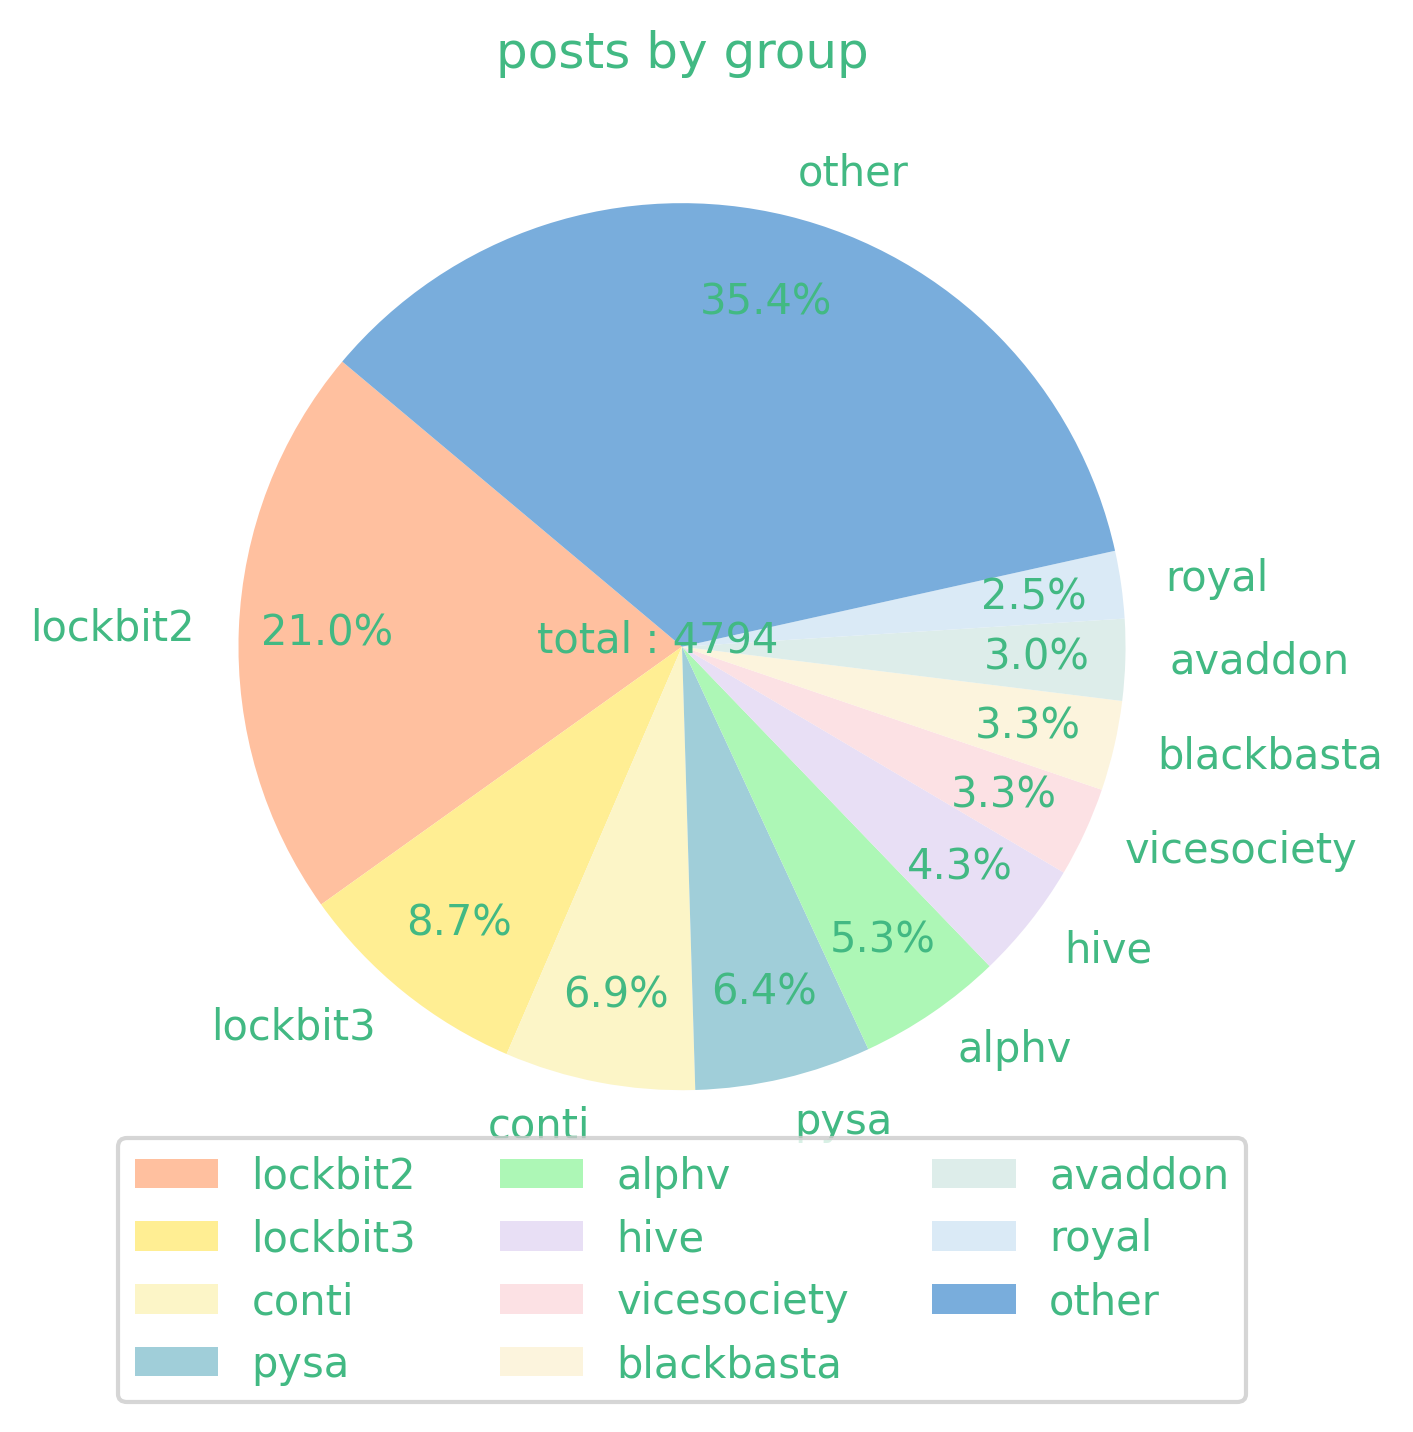 posts by group
other
35.4%
royal
2.5%
lockbit2
21.0%
total : 4794
3.0%
avaddon
3.3%
blackbasta
3.3%
vicesociety
4.3%
hive
8.7%
5.3%
6.9%
6.4%
lockbit3
alphv
conti
pysa
lockbit2
lockbit3
conti
pysa
alphv
hive
vicesociety
blackbasta
avaddon
royal
other